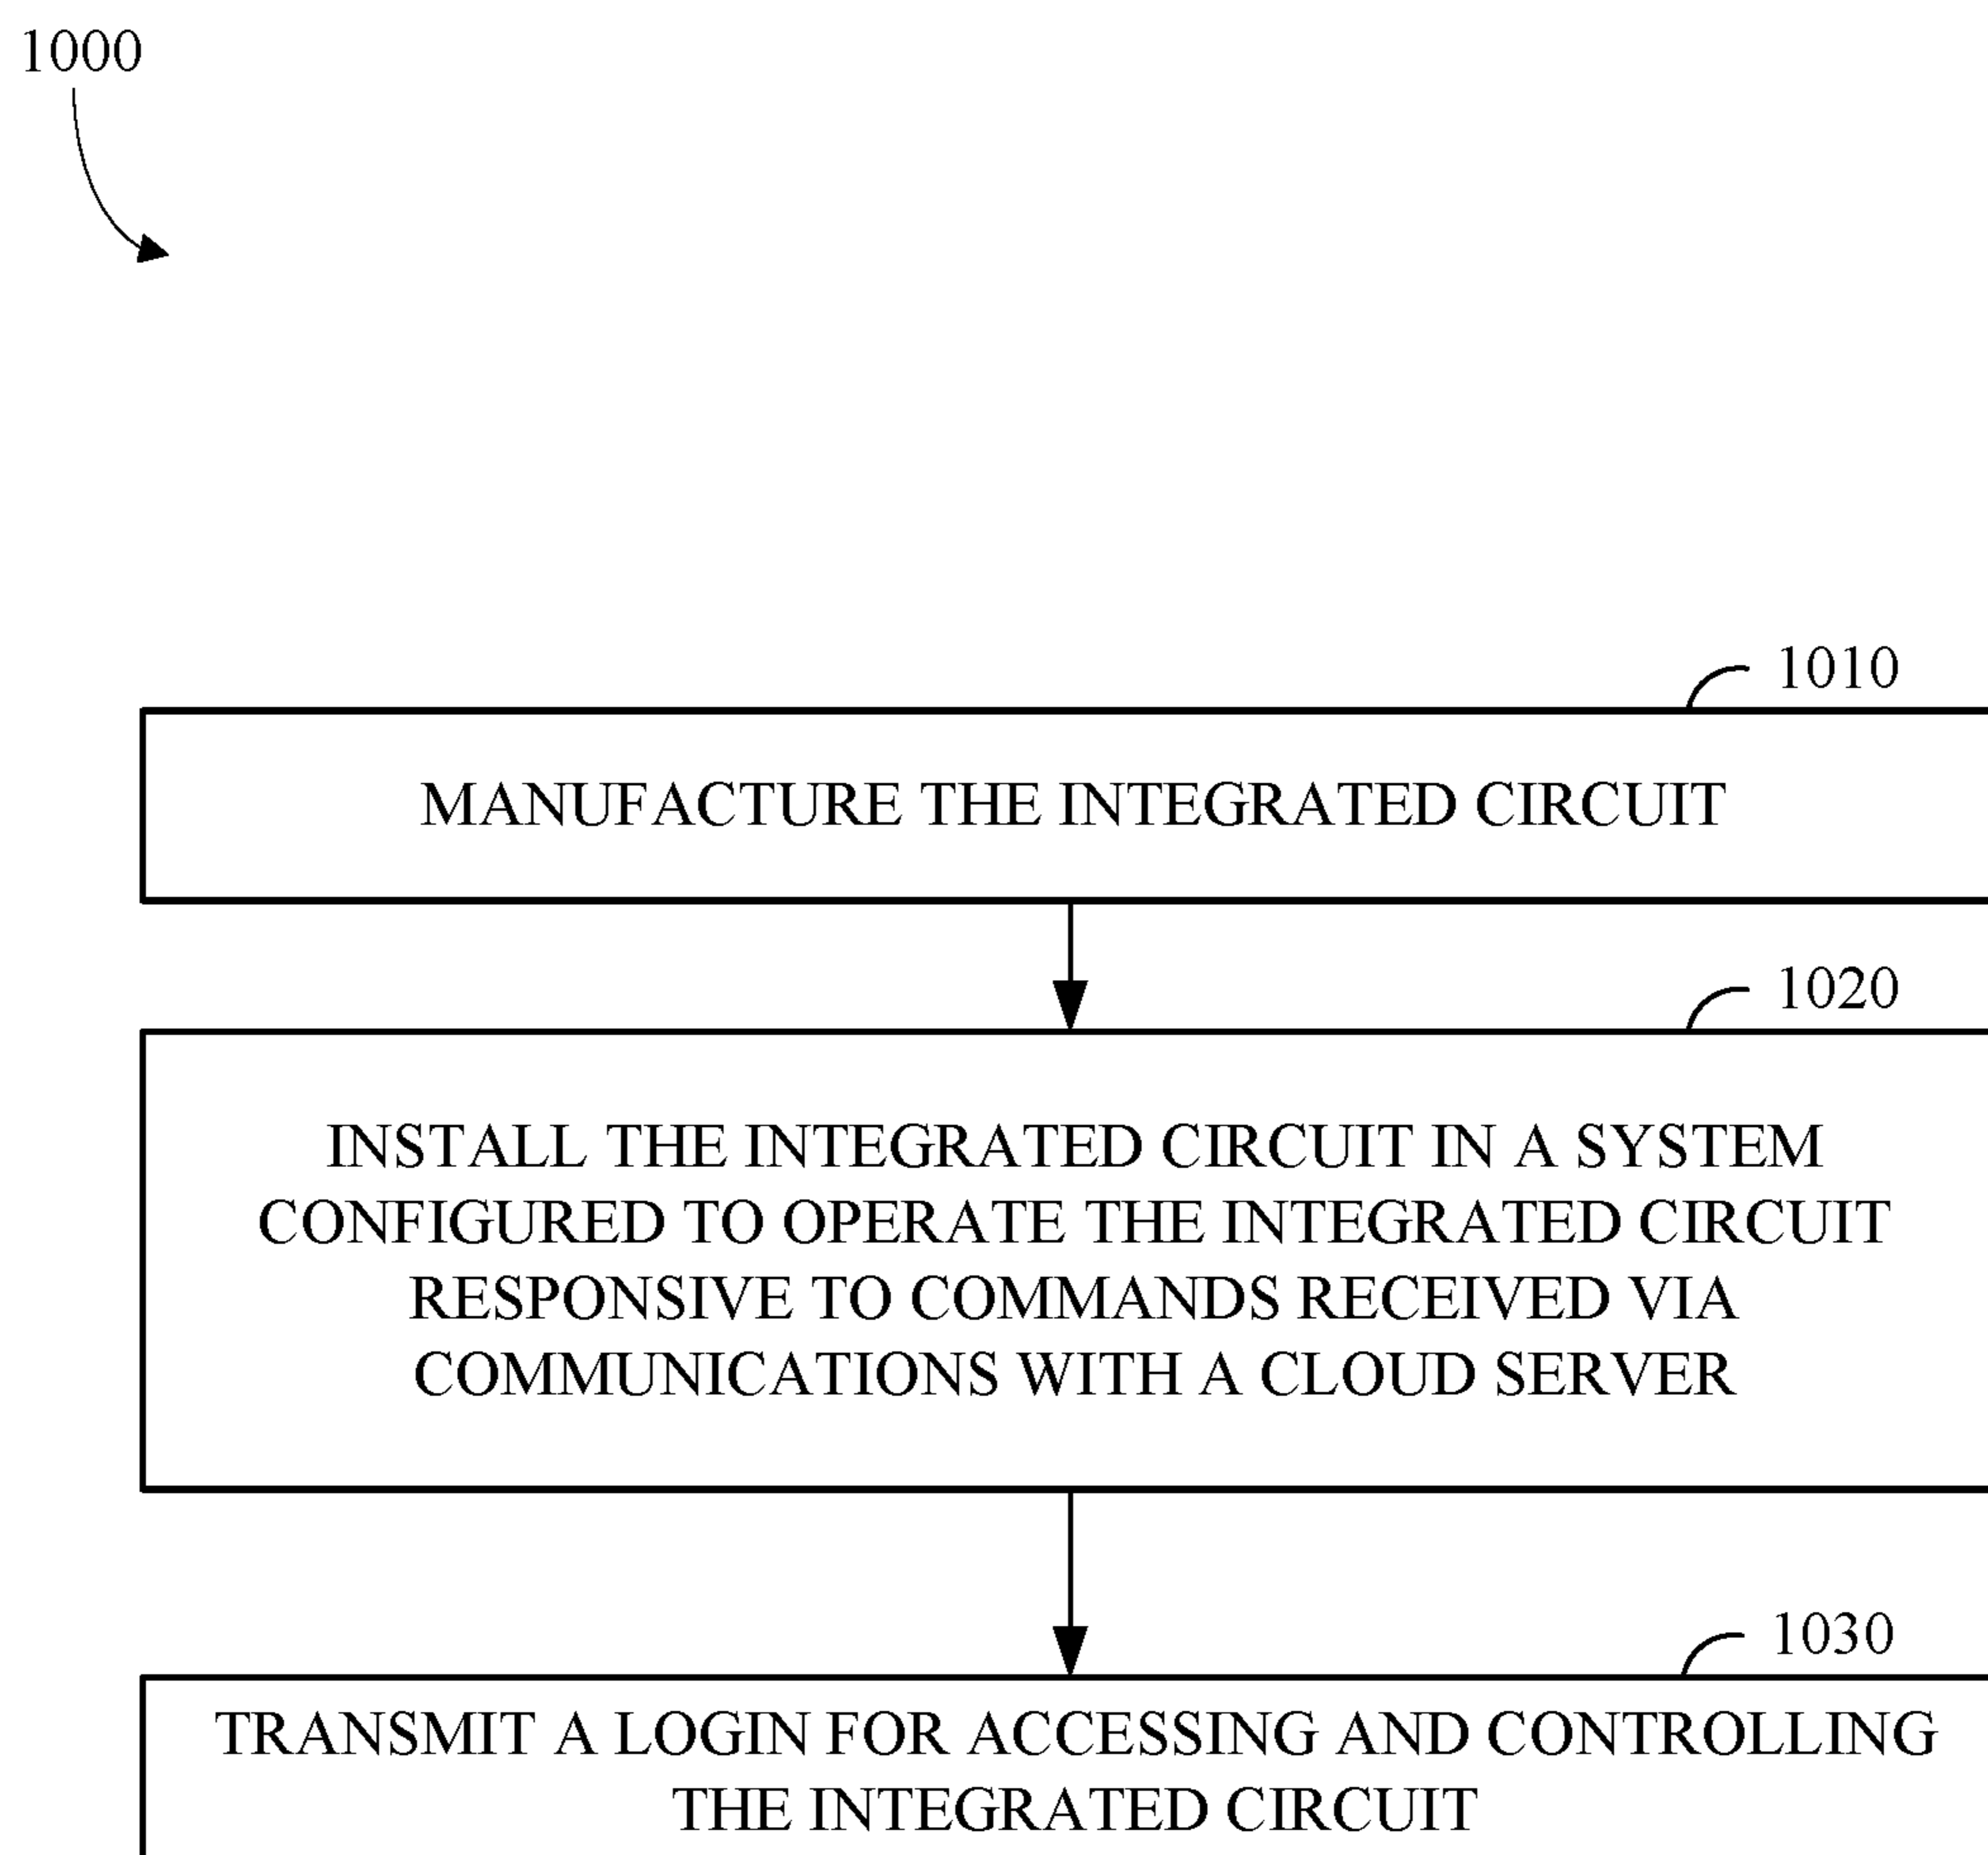 1000
1010
MANUFACTURE THE INTEGRATED CIRCUIT
1020
INSTALL THE INTEGRATED CIRCUIT IN A SYSTEM
CONFIGURED TO OPERATE THE INTEGRATED CIRCUIT
RESPONSIVE TO COMMANDS RECEIVED VIA
COMMUNICATIONS WITH A CLOUD SERVER
1030
TRANSMIT A LOGIN FOR ACCESSING AND CONTROLLING
THE INTEGRATED CIRCUIT